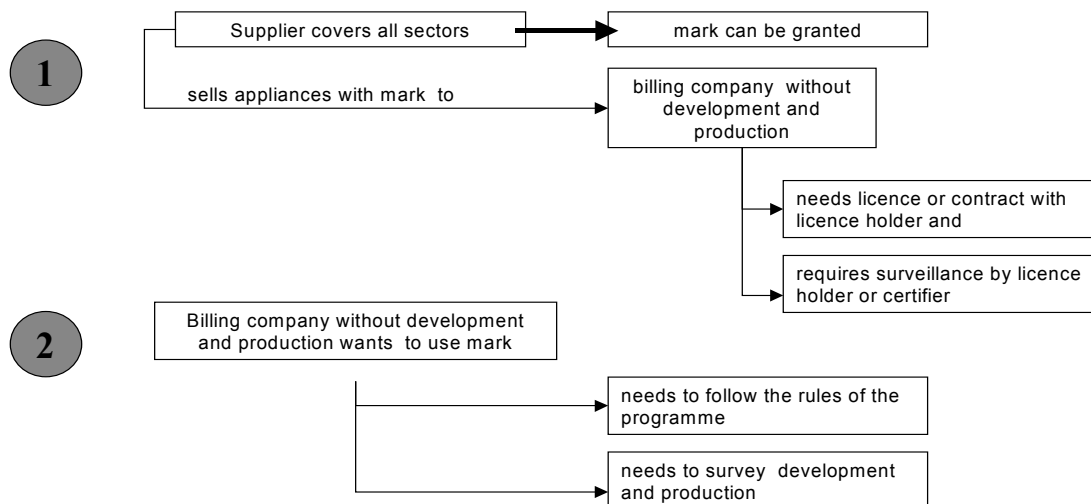 1
Supplier covers all sectors
mark can be granted
sells appliances with mark to
billing company without
development and
production
needs licence or contract with
licence holder and
requires surveillance by licence
holder or certifier
2
Billing company without development
and production wants to use mark
needs to follow the rules of the
programme
needs to survey development
and production